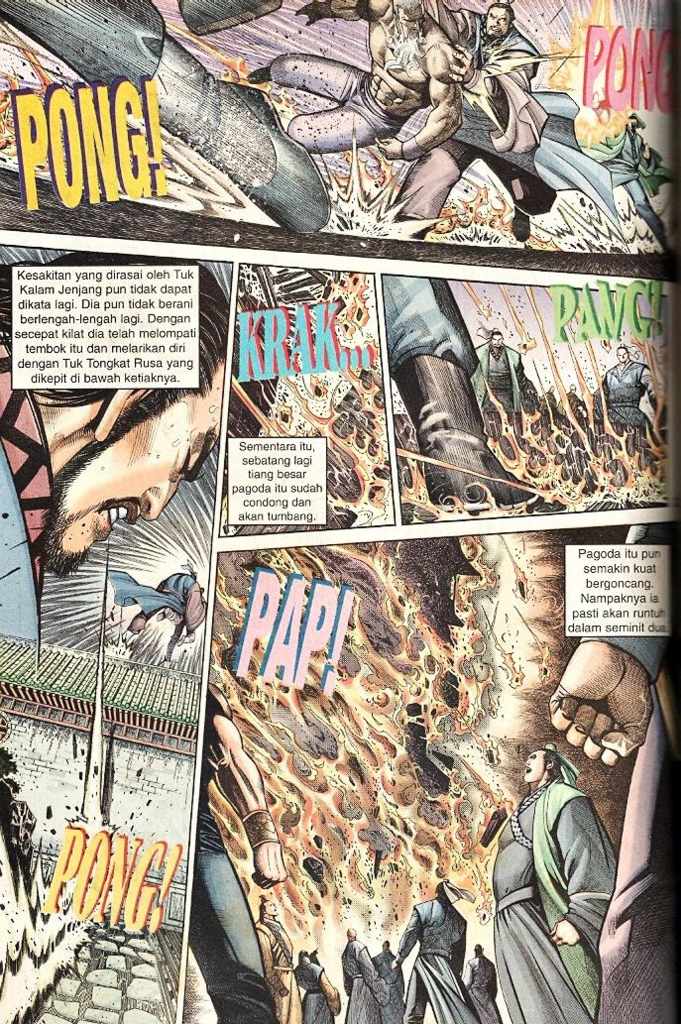 PONG!
PONG
Kesakitan yang dirasai oleh Tuk
Kalam Jenjang pun tidak dapat
dikata lagi. Dia pun tidak berani
berlengah-lengah lagi. Dengan
secepat kilat dia telah melompati
tembok itu dan melarikan diri
dengan Tuk Tongkat Rusa yang
dikepit di bawah ketiaknya.
KRAK...
Sementara itu,
sebatang lagi
tiang besar
pagoda itu sudah
condong dan
akan tumbang.
PANG!
PONG!
PAP!
Pagoda itu pun
semakin kuat
bergoncang.
Nampaknya ia
pasti akan runtuh
dalam seminit dua.